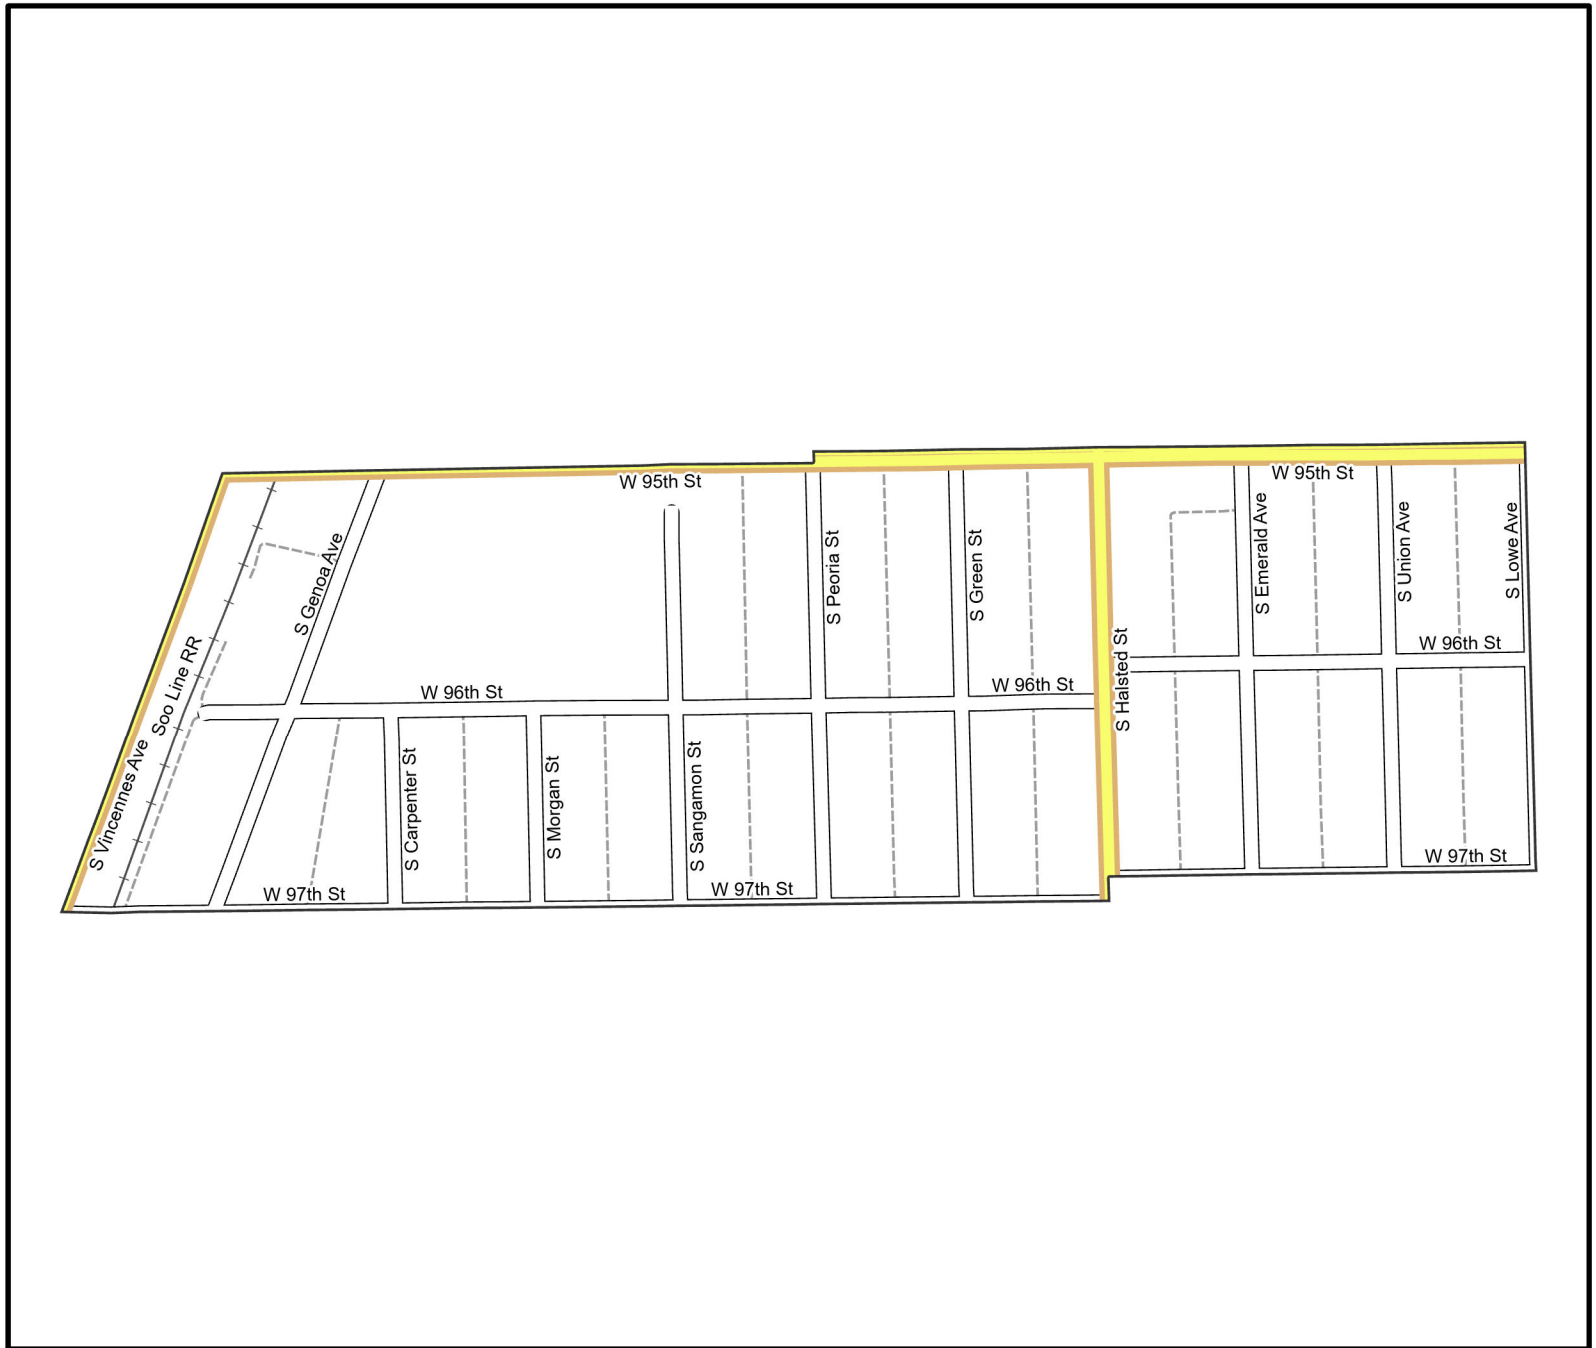 W 95th St
W 95th St
S Genoa Ave
S Peoria St
S Green St
S Emerald Ave
S Union Ave
S Lowe Ave
Soo Line RR
W 96th St
W 96th St
S Halsted St
W 96th St
S Vincennes Ave
S Carpenter St
S Morgan St
S Sangamon St
W 97th St
W 97th St
W 97th St